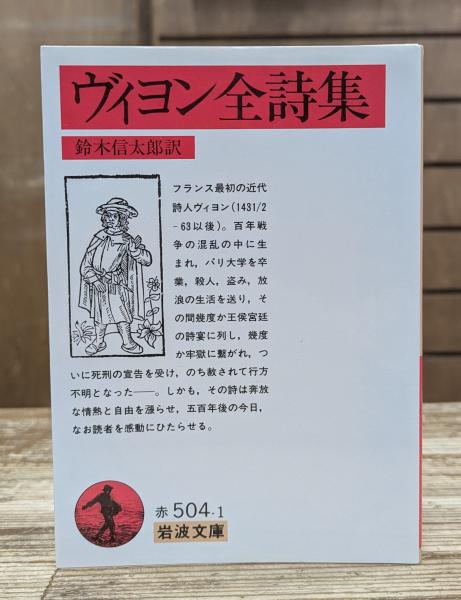 ヴィヨン全詩集
鈴木信太郎訳
フランス最初の近代
詩人ヴィヨン(1431/2
-63以後)。百年戦
争の混乱の中に生
まれ，パリ大学を卒
業，殺人，盗み，放
浪の生活を送り，そ
の間幾度か王侯宮廷
の詩宴に列し，幾度
か牢獄に繫がれ，つ
いに死刑の宣告を受け，のち赦されて行方
不明となった――。しかも，その詩は奔放
な情熱と自由を漲らせ，五百年後の今日，
なお読者を感動にひたらせる。
赤 504-1
岩波文庫